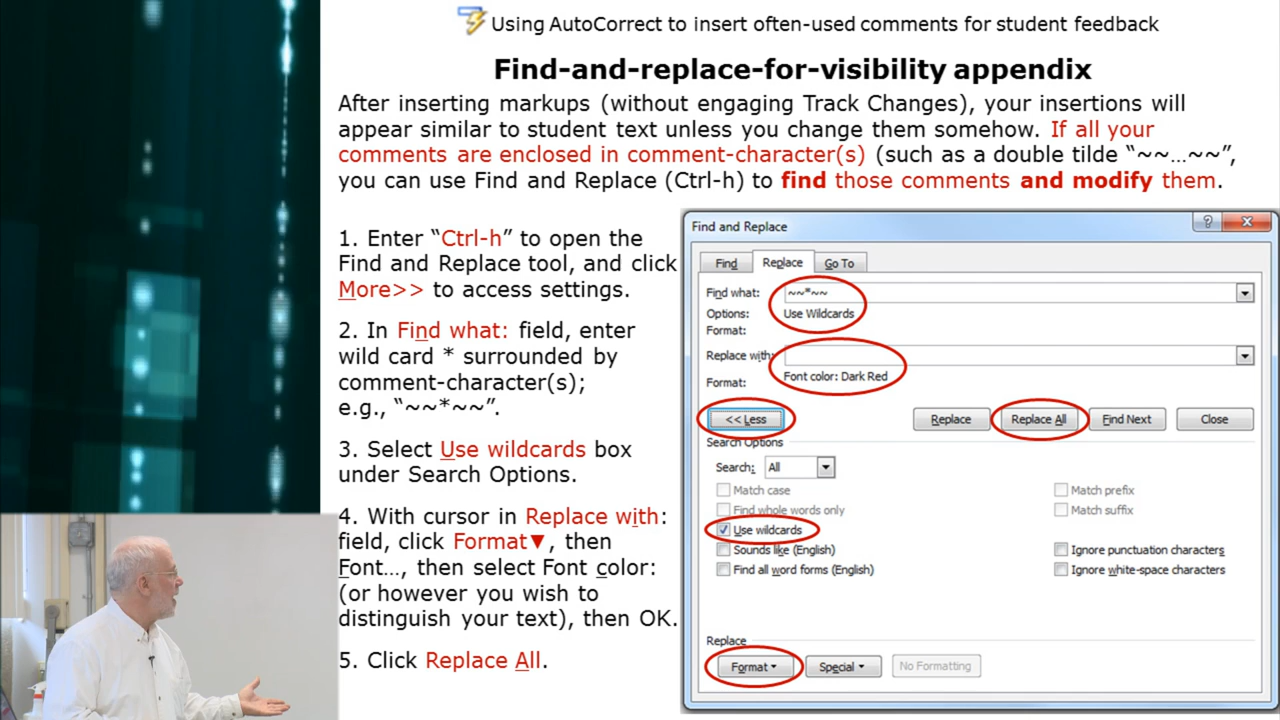 Using AutoCorrect to insert often-used comments for student feedback
Find-and-replace-for-visibility appendix
After inserting markups (without engaging Track Changes), your insertions will
appear similar to student text unless you change them somehow. If all your
comments are enclosed in comment-character(s) (such as a double tilde “~~…~~”,
you can use Find and Replace (Ctrl-h) to find those comments and modify them.
1. Enter “Ctrl-h” to open the
Find and Replace tool, and click
More>> to access settings.
2. In Find what: field, enter
wild card * surrounded by
comment-character(s);
e.g., “~~*~~”.
3. Select Use wildcards box
under Search Options.
4. With cursor in Replace with:
field, click Format▼, then
Font…, then select Font color:
(or however you wish to
distinguish your text), then OK.
5. Click Replace All.
Find and Replace
Find Replace Go To
Find what: ~~*~~
Options: Use Wildcards
Format:
Replace with:
Format: Font color: Dark Red
<< Less Replace Replace All Find Next Close
Search Options
Search: All
Match case Match prefix
Find whole words only Match suffix
Use wildcards
Sounds like (English) Ignore punctuation characters
Find all word forms (English) Ignore white-space characters
Replace
Format Special No Formatting